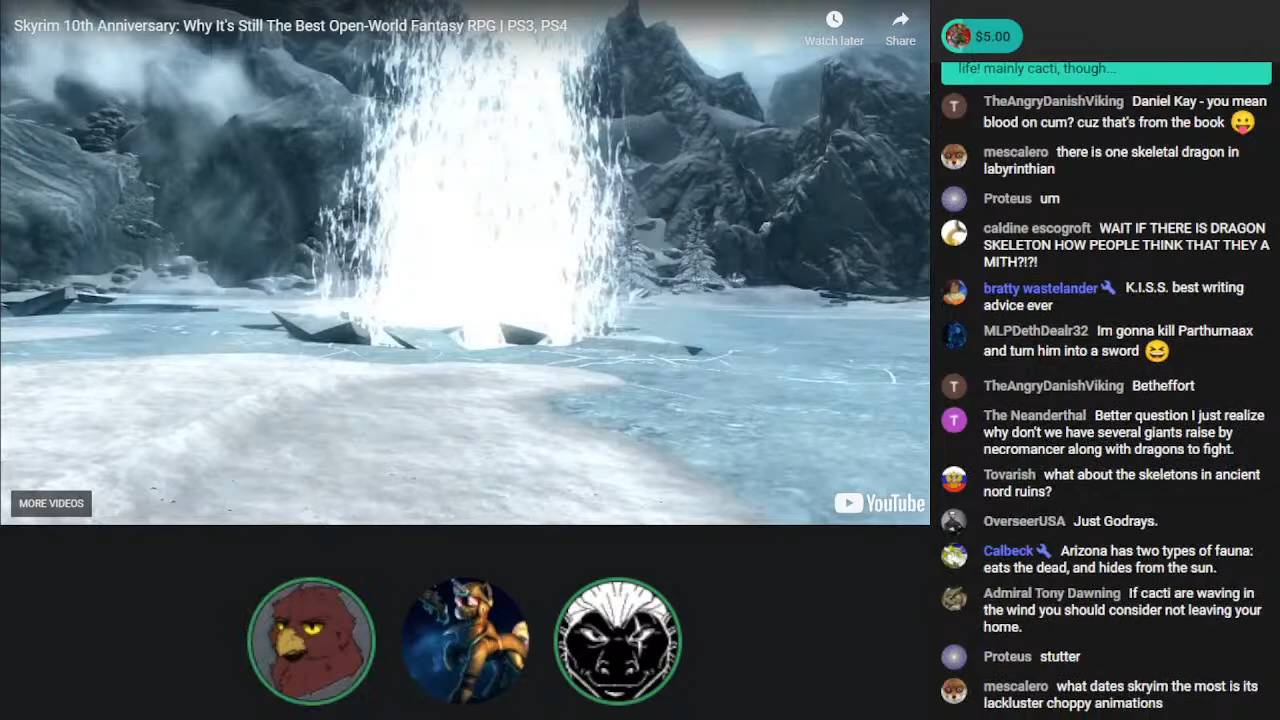 Skyrim 10th Anniversary: Why It's Still The Best Open-World Fantasy RPG | PS3, PS4
Watch later
Share
MORE VIDEOS
YouTube
$5.00
life! mainly cacti, though...
T
TheAngryDanishViking Daniel Kay - you mean
blood on cum? cuz that's from the book
mescalero there is one skeletal dragon in
labyrinthian
Proteus um
caldine escogroft WAIT IF THERE IS DRAGON
SKELETON HOW PEOPLE THINK THAT THEY A
MITH?!?!
bratty wastelander K.I.S.S. best writing
advice ever
MLPDethDealr32 Im gonna kill Parthurnaax
and turn him into a sword
T
TheAngryDanishViking Betheffort
T
The Neanderthal Better question I just realize
why don't we have several giants raise by
necromancer along with dragons to fight.
Tovarish what about the skeletons in ancient
nord ruins?
OverseerUSA Just Godrays.
Calbeck Arizona has two types of fauna:
eats the dead, and hides from the sun.
Admiral Tony Dawning If cacti are waving in
the wind you should consider not leaving your
home.
Proteus stutter
mescalero what dates skryim the most is its
lackluster choppy animations